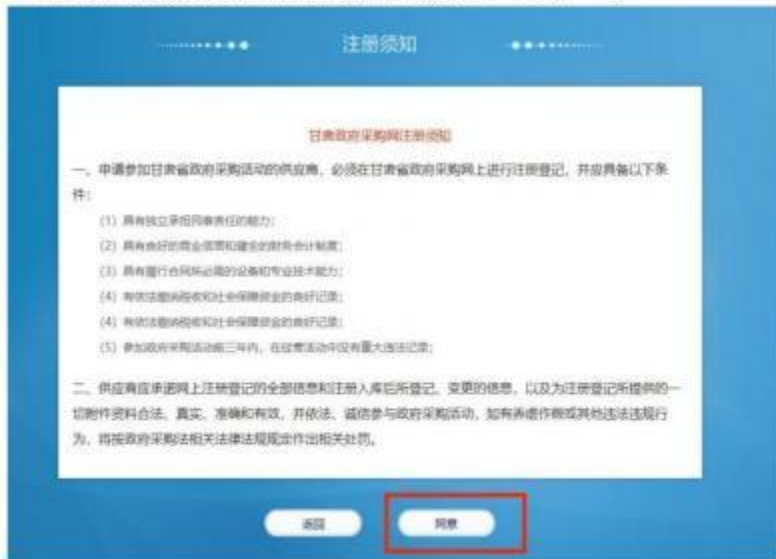 注册须知
甘肃政府采购网注册须知
一、申请参加甘肃省政府采购活动的供应商，必须在甘肃省政府采购网上进行注册登记，并应具备以下条
件：
（1）具有独立承担民事责任的能力；
（2）具有良好的商业信誉和健全的财务会计制度；
（3）具有履行合同所必需的设备和专业技术能力；
（4）有依法缴纳税收和社会保障资金的良好记录；
（4）有依法缴纳税收和社会保障资金的良好记录；
（5）参加政府采购活动前三年内，在经营活动中没有重大违法记录；
二、供应商应承诺网上注册登记的全部信息和注册入库后所登记、变更的信息，以及为注册登记所提供的一
切附件资料合法、真实、准确和有效，并依法、诚信参与政府采购活动，如有弄虚作假或其他违法违规行
为，将按政府采购法相关法律法规规定作出相关处罚。
返回
同意